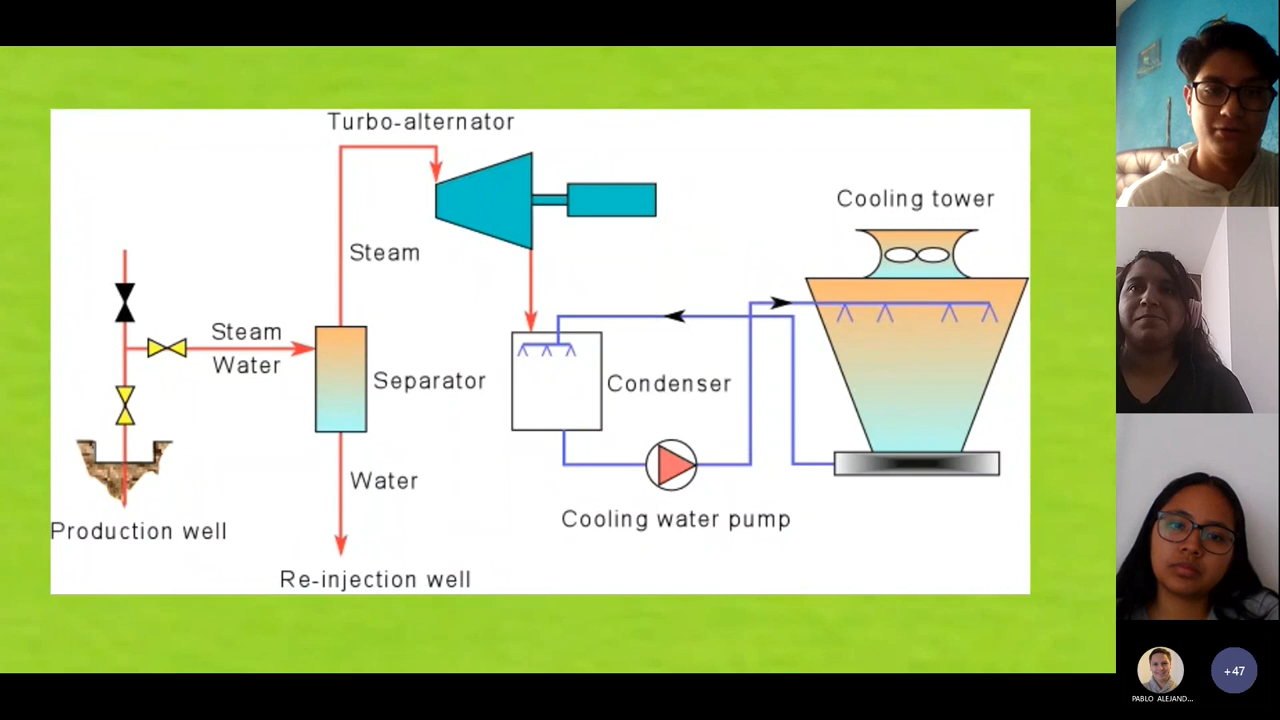 Turbo-alternator
Cooling tower
Steam
Steam
Water
Separator
Condenser
Water
Cooling water pump
Production well
Re-injection well
+47
PABLO ALEJAND...